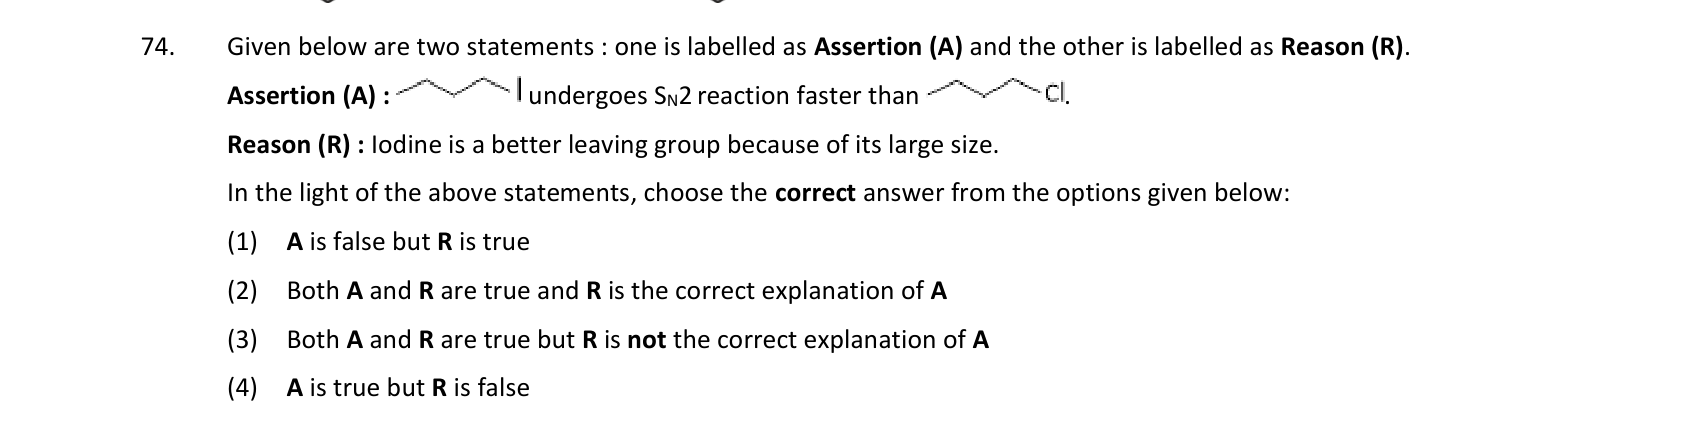 74. Given below are two statements : one is labelled as Assertion (A) and the other is labelled as Reason (R).
Assertion (A) : I undergoes SN2 reaction faster than Cl.
Reason (R) : Iodine is a better leaving group because of its large size.
In the light of the above statements, choose the correct answer from the options given below:
(1) A is false but R is true
(2) Both A and R are true and R is the correct explanation of A
(3) Both A and R are true but R is not the correct explanation of A
(4) A is true but R is false